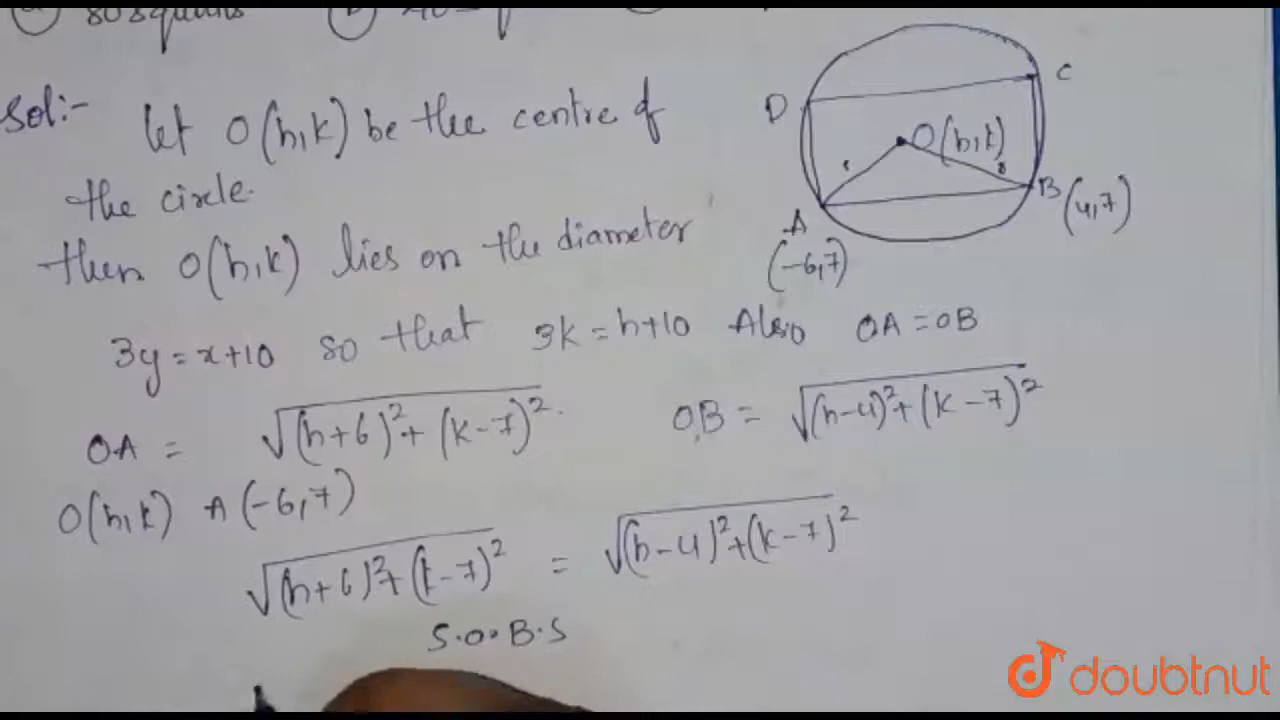 (a) 80 squnits (b)
Sol:- let O(h,k) be the centre of
the circle.
then O(h,k) lies on the diameter
3y = x+10 so that 3k = h+10 Also OA = OB
OA = √(h+6)²+(k-7)² OB = √(h-4)²+(k-7)²
O(h,k) A(-6,7)
√(h+6)²+(k-7)² = √(h-4)²+(k-7)²
S.O.B.S
D
C
O(h,k)
A
(-6,7)
B(4,7)
doubtnut